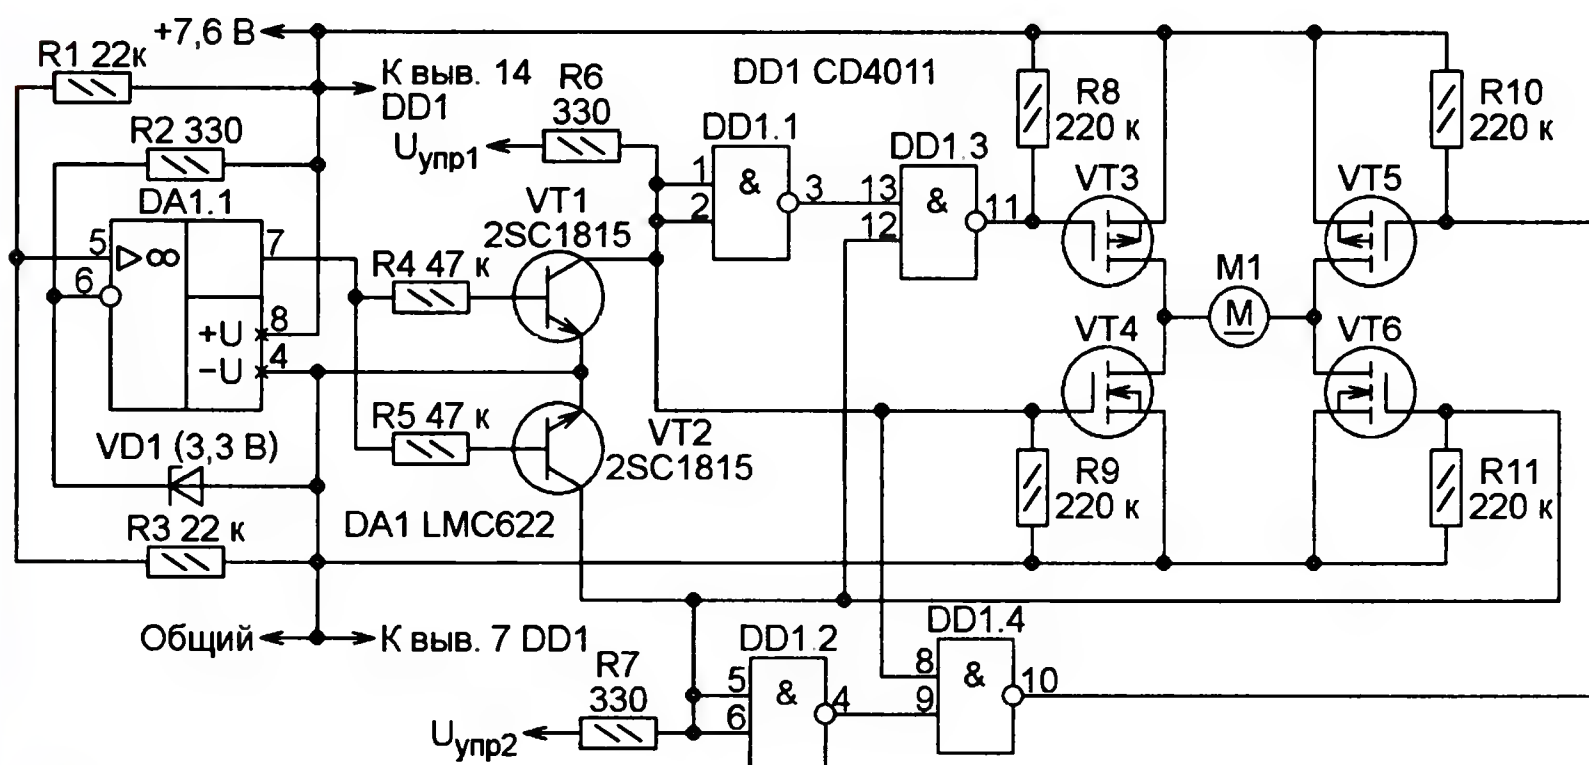 +7,6 В
R1 22к
К выв. 14
DD1
R6
330
DD1 CD4011
R8
220 к
R10
220 к
R2 330
Uупр1
DD1.1
&
1
2
3
DD1.3
&
13
12
11
VT3
VT5
DA1.1
VT1
2SC1815
5
6
▷∞
7
R4 47 к
+U
8
−U
4
M1
M
VT4
VT6
R5 47 к
VT2
2SC1815
VD1 (3,3 В)
R9
220 к
R11
220 к
R3 22 к
DA1 LMC622
Общий
К выв. 7 DD1
DD1.2
&
5
6
4
DD1.4
&
8
9
10
R7
330
Uупр2